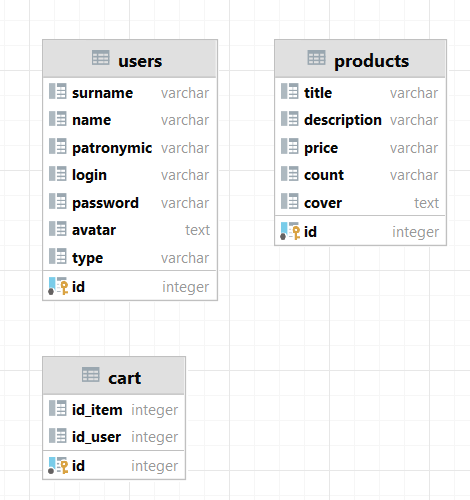 users
surname varchar
name varchar
patronymic varchar
login varchar
password varchar
avatar text
type varchar
id integer
products
title varchar
description varchar
price varchar
count varchar
cover text
id integer
cart
id_item integer
id_user integer
id integer